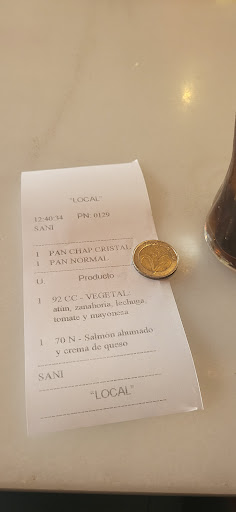 "LOCAL"
12:40:34 PN: 0129
SANI
1 PAN CHAP CRISTAL
1 PAN NORMAL
U Producto
1 92 CC - VEGETAL:
atún, zanahoria, lechuga,
tomate y mayonesa
1 70 N - Salmón ahumado
y crema de queso
SANI
"LOCAL"